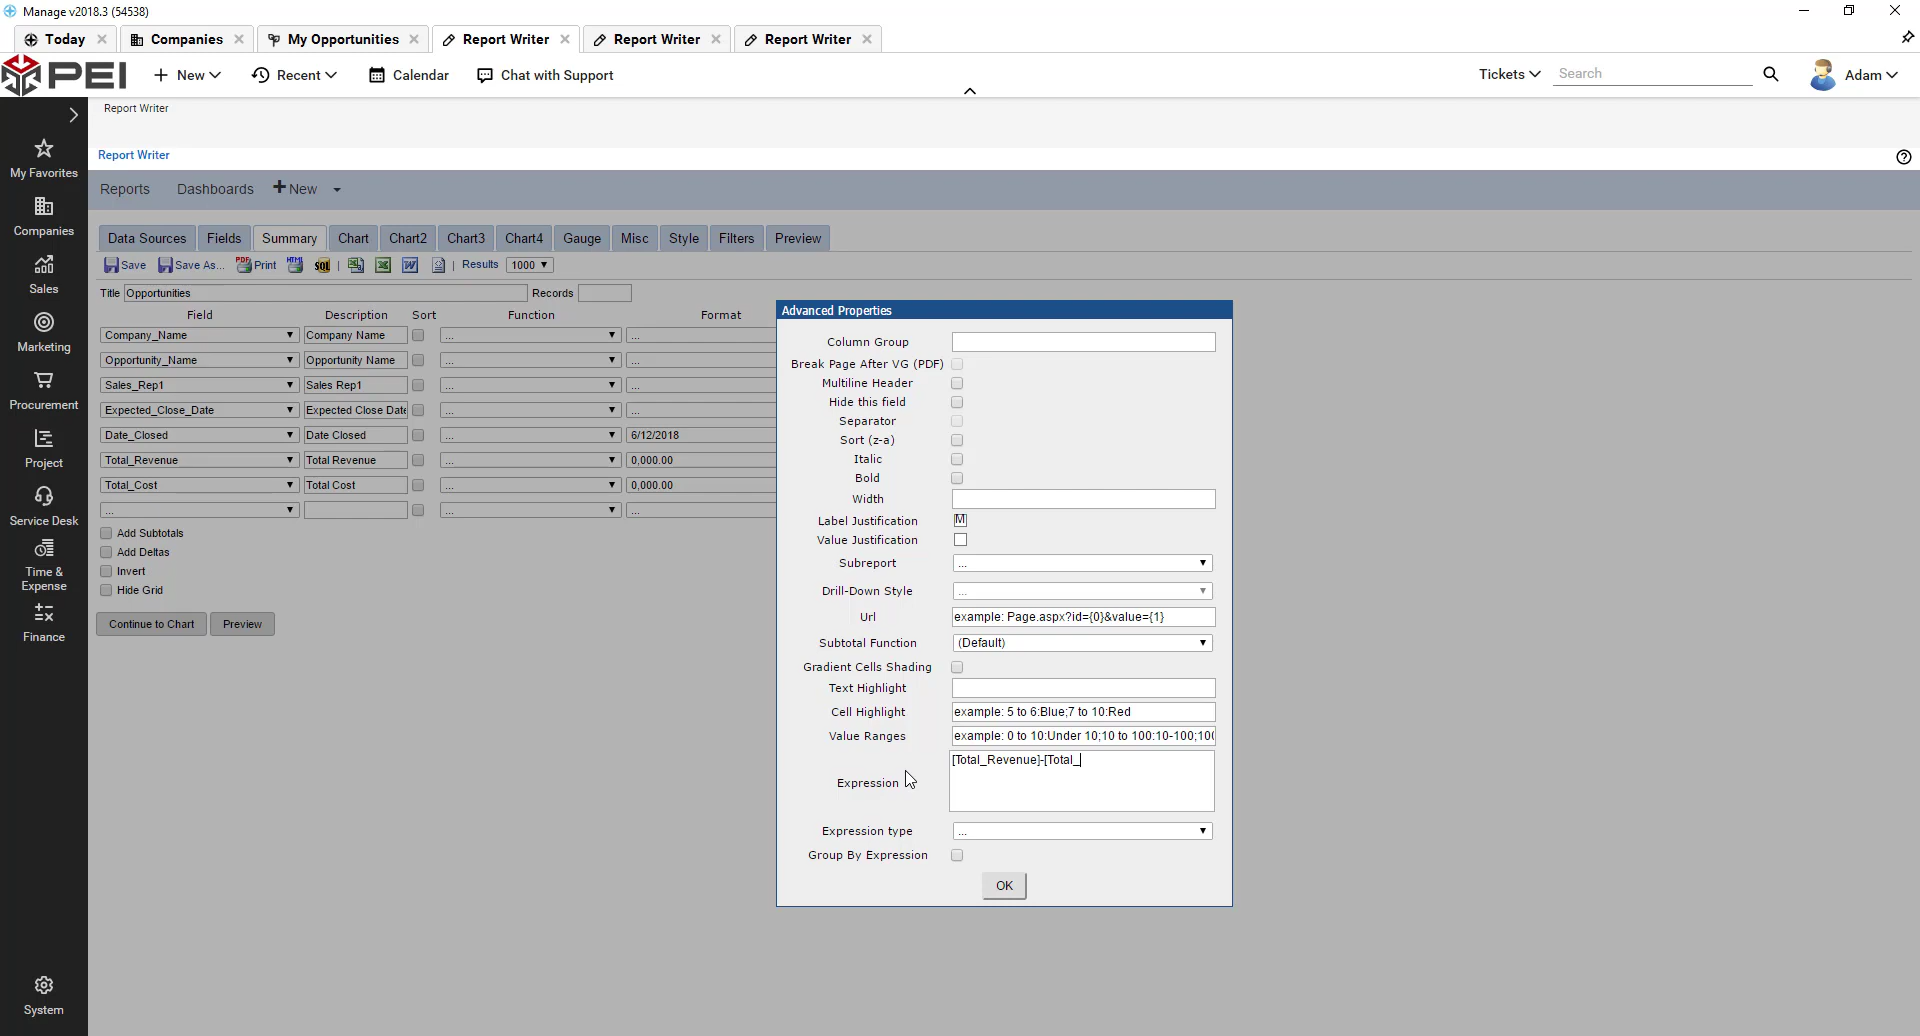 Manage v2018.3 (54538)
Today
Companies
My Opportunities
Report Writer
Report Writer
Report Writer
PEI
New
Recent
Calendar
Chat with Support
Tickets
Search
Adam
Report Writer
Report Writer
My Favorites
Companies
Sales
Marketing
Procurement
Project
Service Desk
Time &
Expense
Finance
System
Reports
Dashboards
New
Data Sources
Fields
Summary
Chart
Chart2
Chart3
Chart4
Gauge
Misc
Style
Filters
Preview
Save
Save As...
PDF
Print
HTML
SQL
Results
1000
Title
Opportunities
Records
Field
Description
Sort
Function
Format
Company_Name
Company Name
...
...
Opportunity_Name
Opportunity Name
...
...
Sales_Rep1
Sales Rep1
...
...
Expected_Close_Date
Expected Close Date
...
...
Date_Closed
Date Closed
...
6/12/2018
Total_Revenue
Total Revenue
...
0,000.00
Total_Cost
Total Cost
...
0,000.00
...
...
...
Add Subtotals
Add Deltas
Invert
Hide Grid
Continue to Chart
Preview
Advanced Properties
Column Group
Break Page After VG (PDF)
Multiline Header
Hide this field
Separator
Sort (z-a)
Italic
Bold
Width
Label Justification
M
Value Justification
Subreport
...
Drill-Down Style
...
Url
example: Page.aspx?id={0}&value={1}
Subtotal Function
(Default)
Gradient Cells Shading
Text Highlight
Cell Highlight
example: 5 to 6:Blue;7 to 10:Red
Value Ranges
example: 0 to 10:Under 10;10 to 100:10-100;100
Expression
[Total_Revenue]-[Total_
Expression type
...
Group By Expression
OK